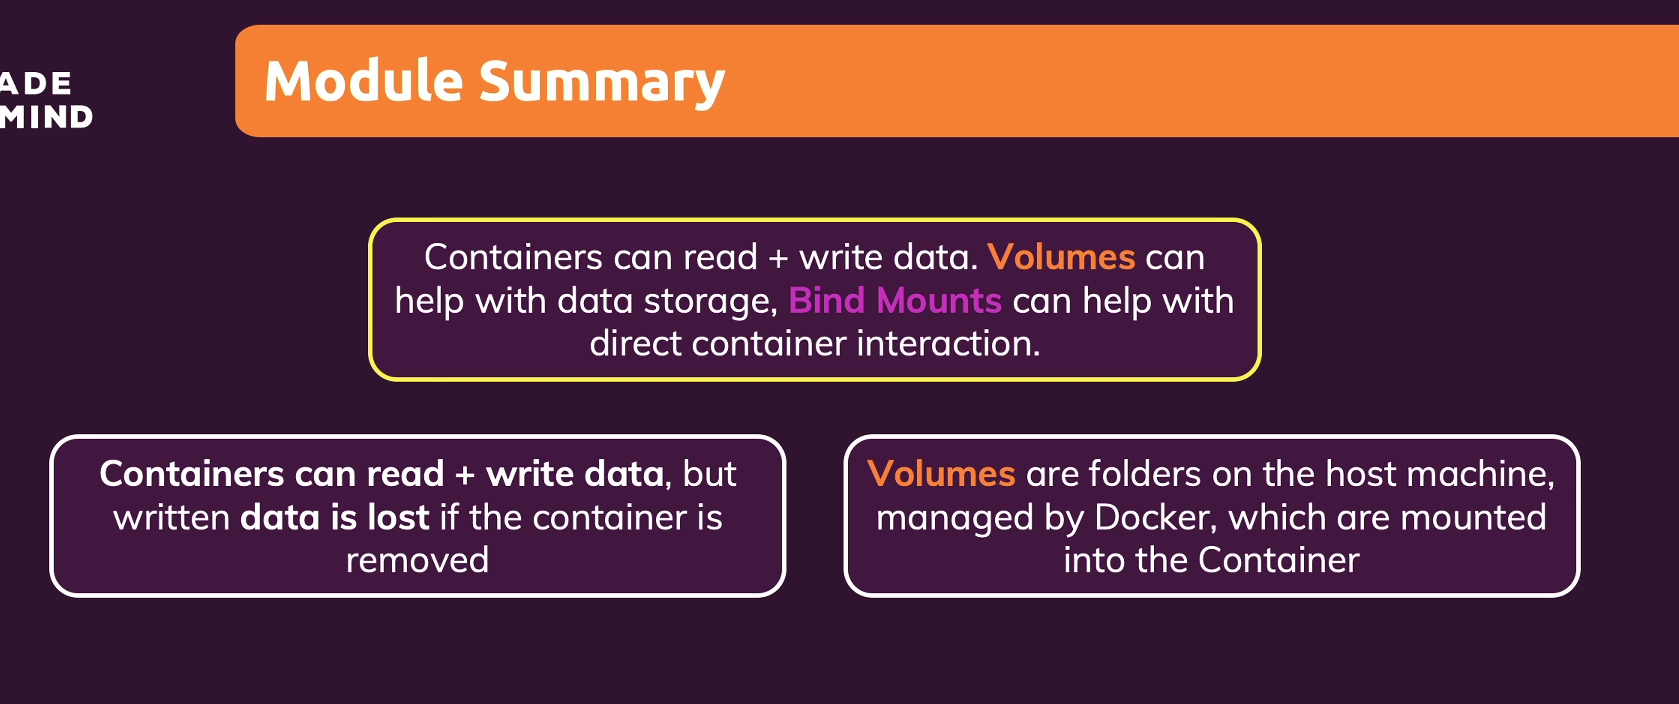 ADE
MIND
Module Summary
Containers can read + write data. Volumes can
help with data storage, Bind Mounts can help with
direct container interaction.
Containers can read + write data, but
written data is lost if the container is
removed
Volumes are folders on the host machine,
managed by Docker, which are mounted
into the Container